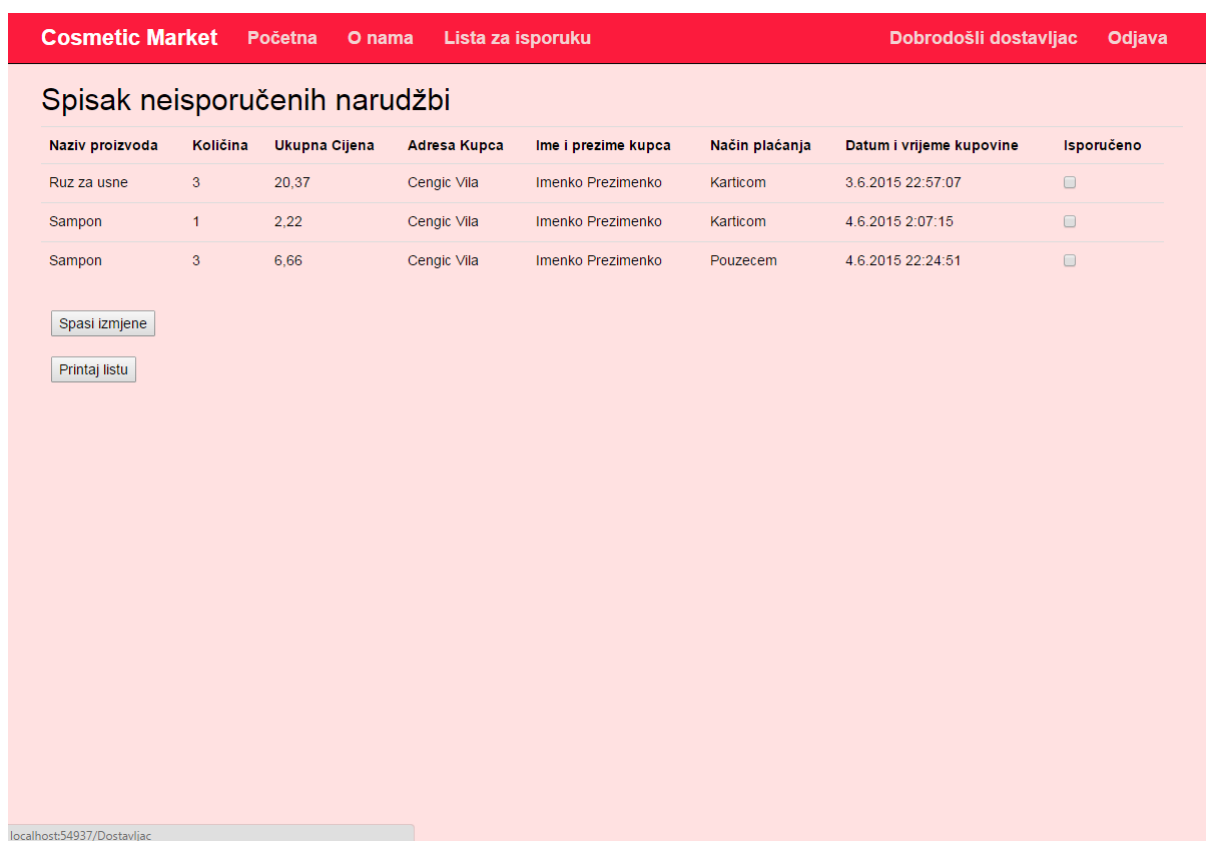 Cosmetic Market Početna O nama Lista za isporuku Dobrodošli dostavljac Odjava
Spisak neisporučenih narudžbi
Naziv proizvoda Količina Ukupna Cijena Adresa Kupca Ime i prezime kupca Način plaćanja Datum i vrijeme kupovine Isporučeno
Ruz za usne 3 20,37 Cengic Vila Imenko Prezimenko Karticom 3.6.2015 22:57:07
Sampon 1 2,22 Cengic Vila Imenko Prezimenko Karticom 4.6.2015 2:07:15
Sampon 3 6,66 Cengic Vila Imenko Prezimenko Pouzecem 4.6.2015 22:24:51
Spasi izmjene
Printaj listu
localhost:54937/Dostavljac